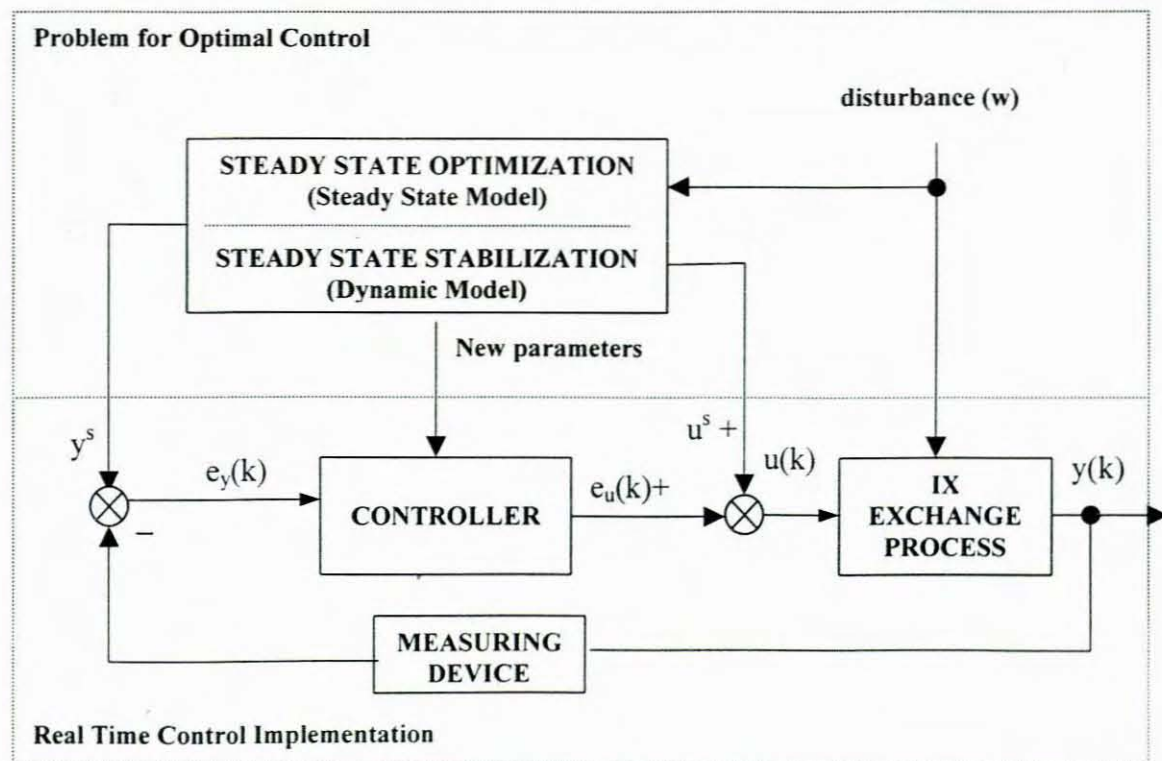 Problem for Optimal Control
disturbance (w)
STEADY STATE OPTIMIZATION
(Steady State Model)
STEADY STATE STABILIZATION
(Dynamic Model)
New parameters
y^s
u^s +
e_y(k)
CONTROLLER
e_u(k)+
u(k)
IX
EXCHANGE
PROCESS
y(k)
–
MEASURING
DEVICE
Real Time Control Implementation